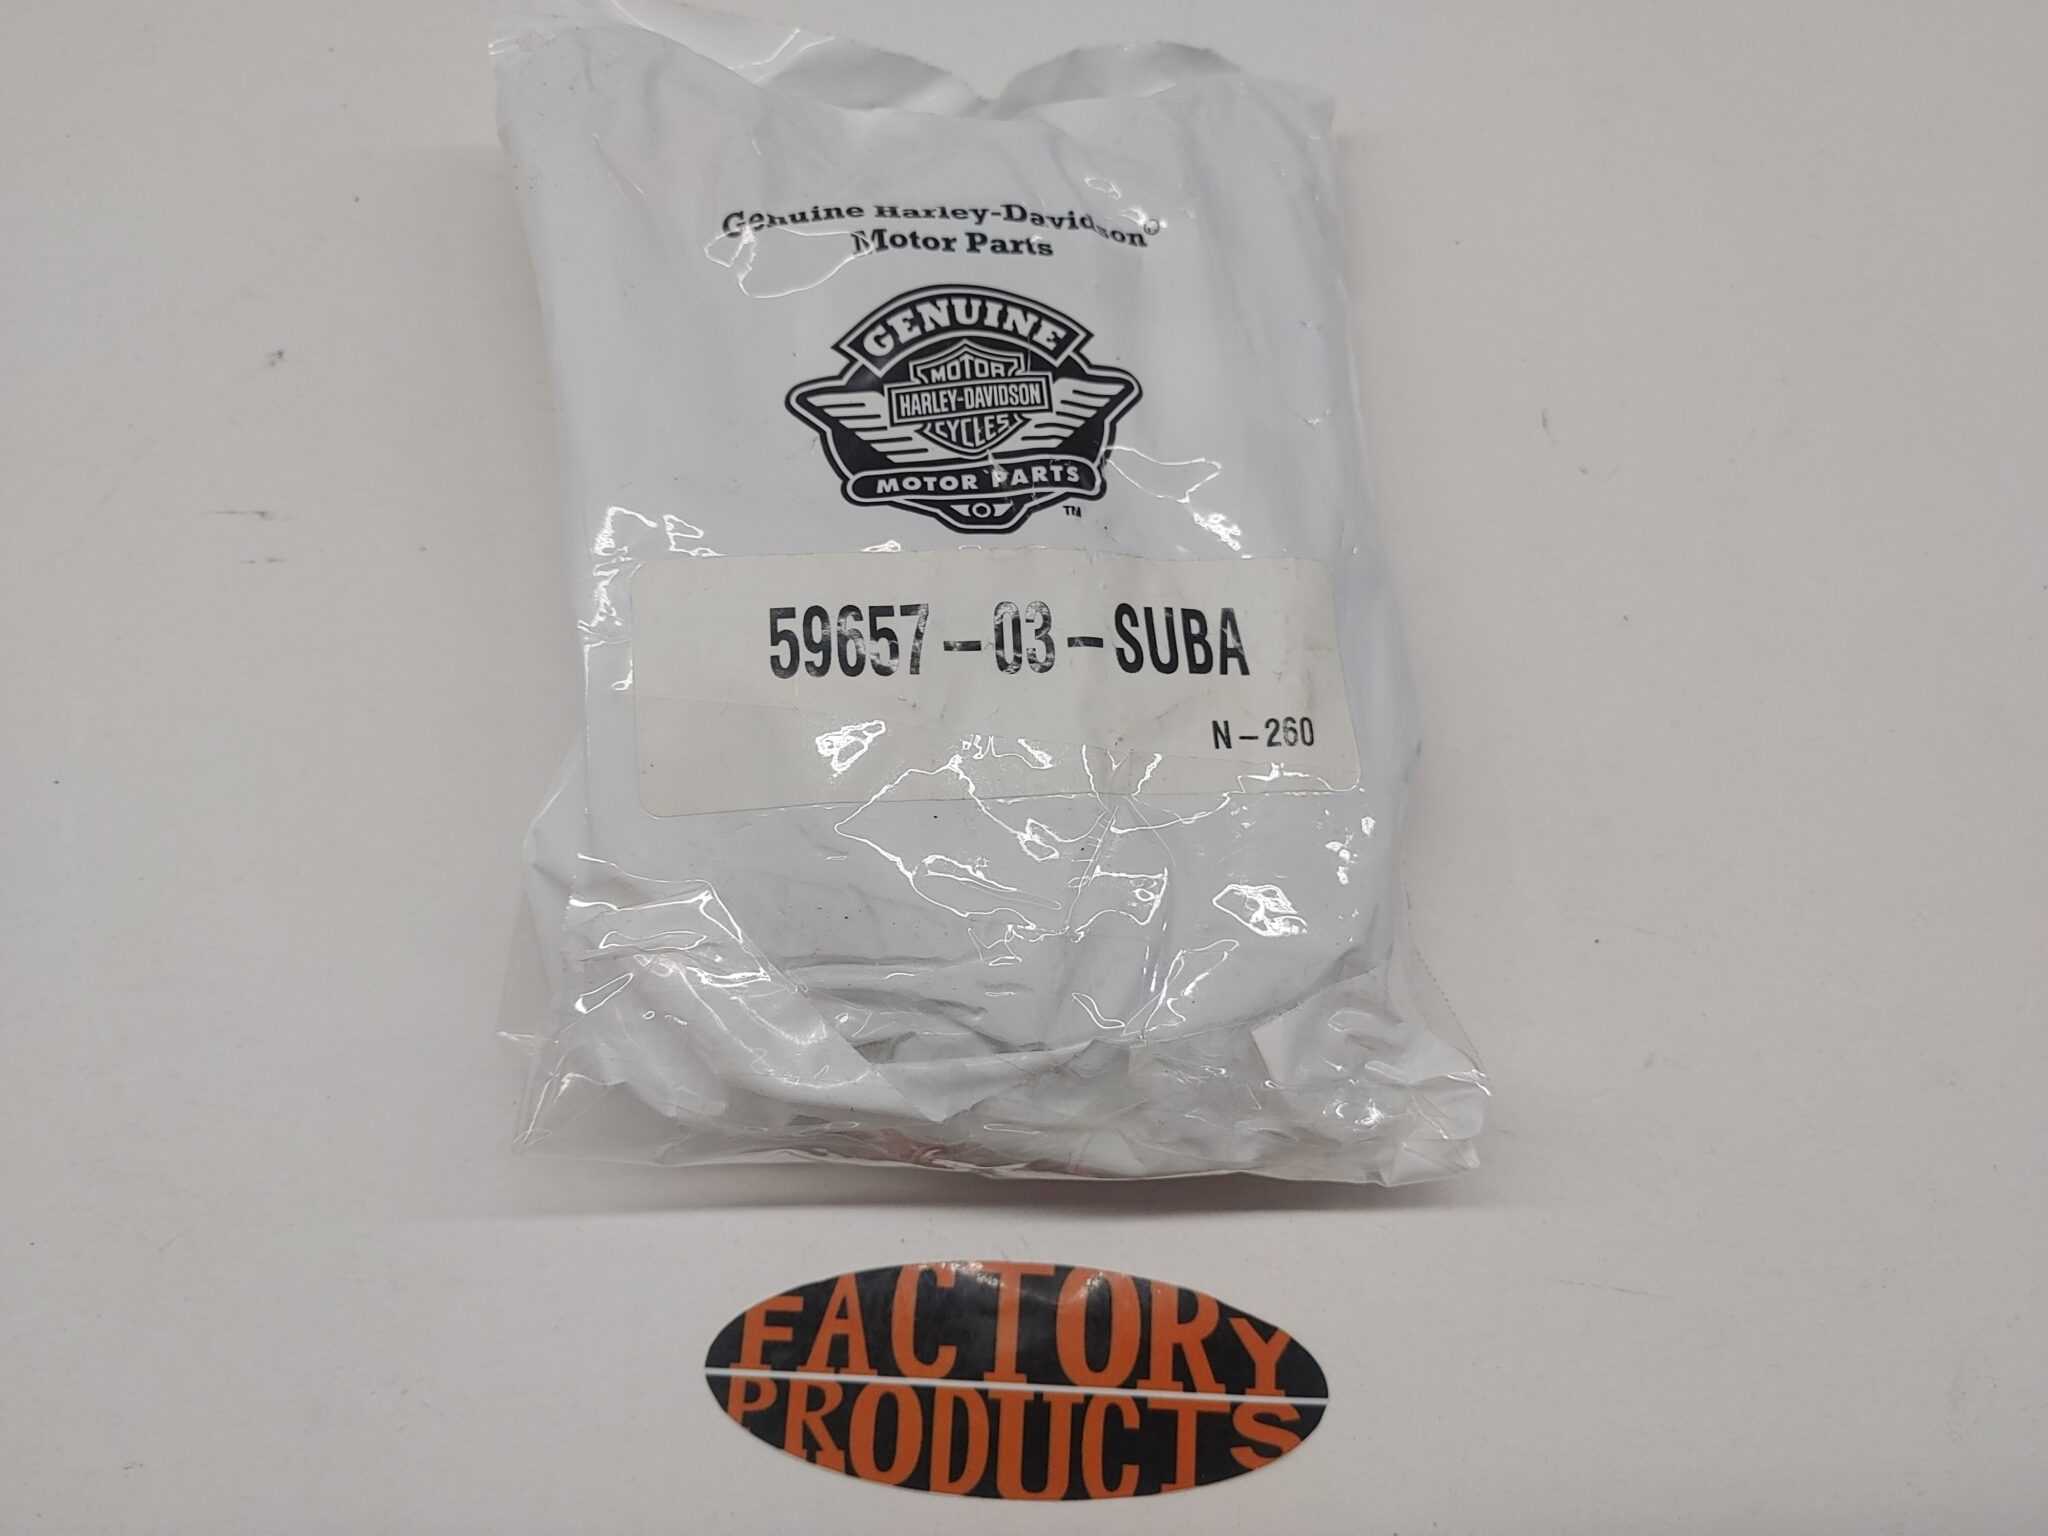 Genuine Harley-Davidson®
Motor Parts
GENUINE
MOTOR
HARLEY-DAVIDSON
CYCLES
MOTOR PARTS
TM
59657-03-SUBA
N-260
FACTORY
PRODUCTS